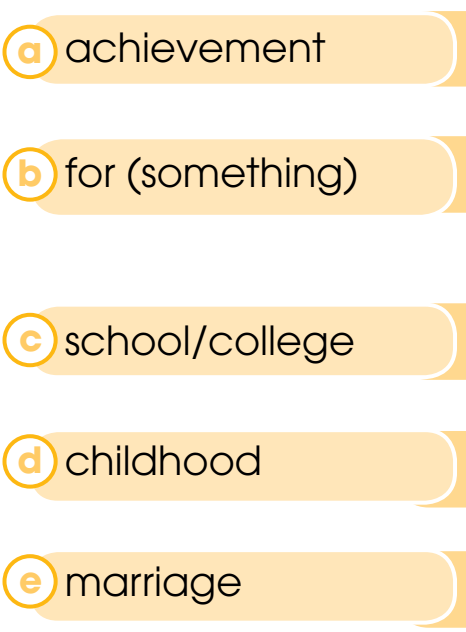 a achievement
b for (something)
c school/college
d childhood
e marriage